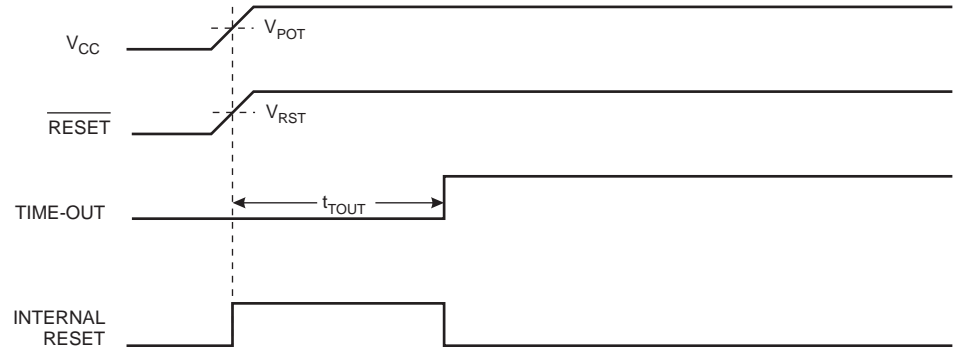 V_POT
V_CC
V_RST
RESET
t_TOUT
TIME-OUT
INTERNAL
RESET